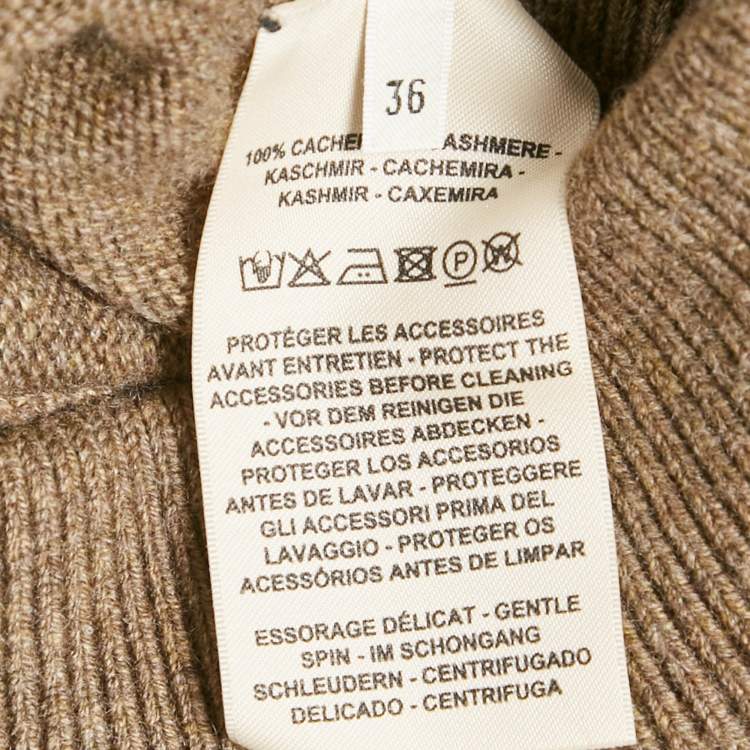 36
100% CACHE ASHMERE -
KASCHMIR - CACHEMIRA -
KASHMIR - CAXEMIRA
P
PROTÉGER LES ACCESSOIRES
AVANT ENTRETIEN - PROTECT THE
ACCESSORIES BEFORE CLEANING
- VOR DEM REINIGEN DIE
ACCESSOIRES ABDECKEN -
PROTEGER LOS ACCESORIOS
ANTES DE LAVAR - PROTEGGERE
GLI ACCESSORI PRIMA DEL
LAVAGGIO - PROTEGER OS
ACESSÓRIOS ANTES DE LIMPAR
ESSORAGE DÉLICAT - GENTLE
SPIN - IM SCHONGANG
SCHLEUDERN - CENTRIFUGADO
DELICADO - CENTRIFUGA